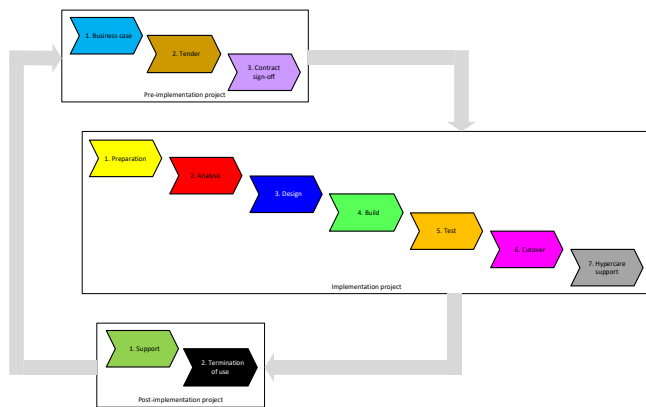 1. Business case
2. Tender
3. Contract
sign-off
Pre-implementation project
1. Preparation
2. Analysis
3. Design
4. Build
5. Test
6. Cutover
7. Hypercare
support
Implementation project
1. Support
2. Termination
of use
Post-implementation project